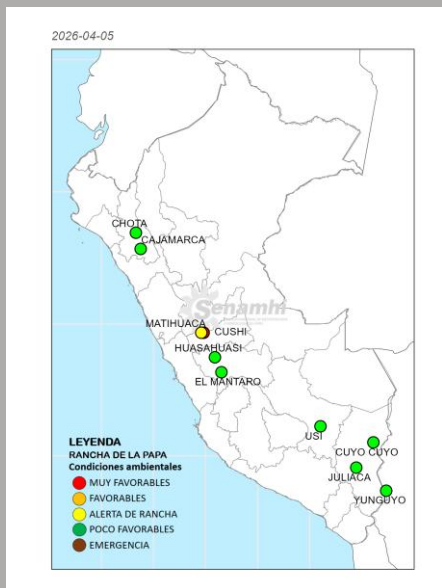 2026-04-05
CHOTA
CAJAMARCA
Senamhi
MATIHUACA
CUSHI
HUASAHUASI
EL MANTARO
USI
CUYO CUYO
JULIACA
YUNGUYO
LEYENDA
RANCHA DE LA PAPA
Condiciones ambientales
MUY FAVORABLES
FAVORABLES
ALERTA DE RANCHA
POCO FAVORABLES
EMERGENCIA